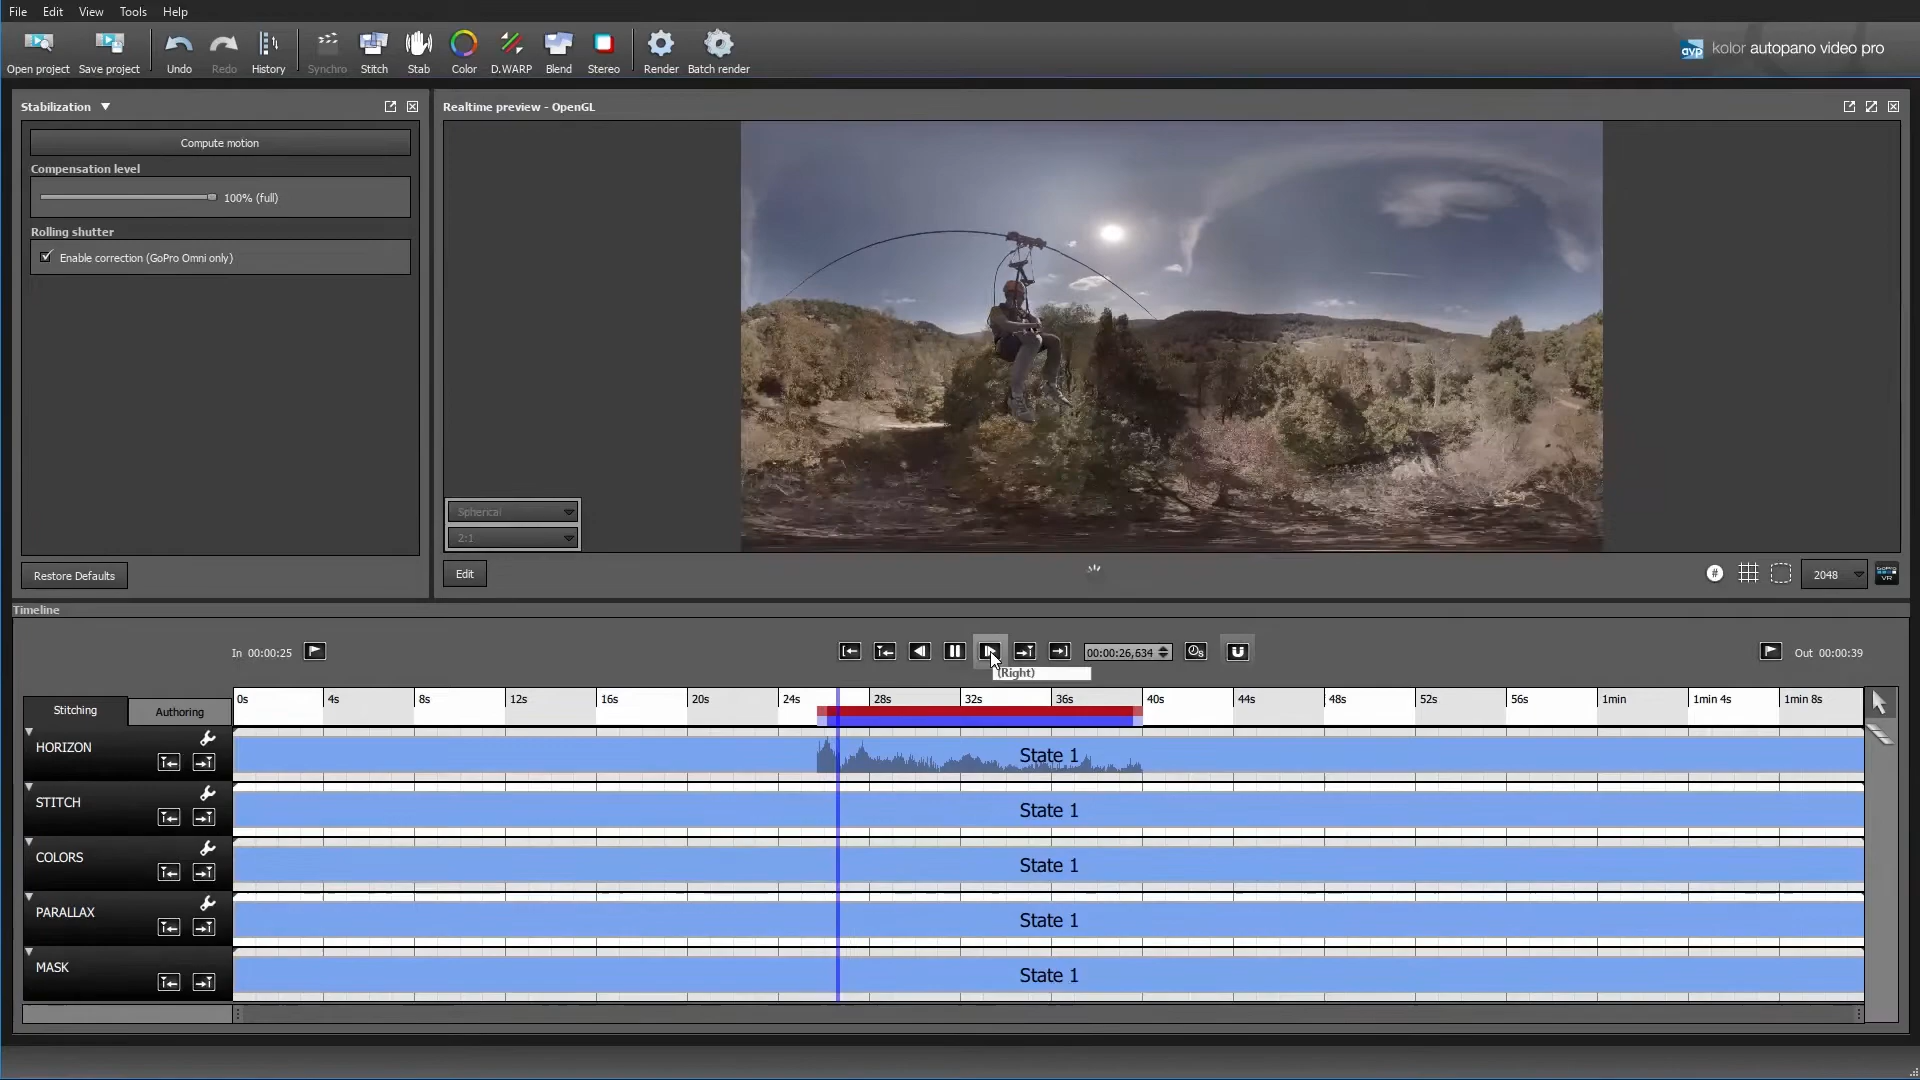 File Edit View Tools Help
Open project Save project Undo Redo History Synchro Stitch Stab Color D.WARP Blend Stereo Render Batch render
avp kolor autopano video pro
Stabilization
Realtime preview - OpenGL
Compute motion
Compensation level
100% (full)
Rolling shutter
Enable correction (GoPro Omni only)
Spherical
2:1
Restore Defaults
Edit
#
2048
GoPro VR
Timeline
In 00:00:25
00:00:26,634
Out 00:00:39
(Right)
Stitching
Authoring
0s 4s 8s 12s 16s 20s 24s 28s 32s 36s 40s 44s 48s 52s 56s 1min 1min 4s 1min 8s
HORIZON
State 1
STITCH
State 1
COLORS
State 1
PARALLAX
State 1
MASK
State 1